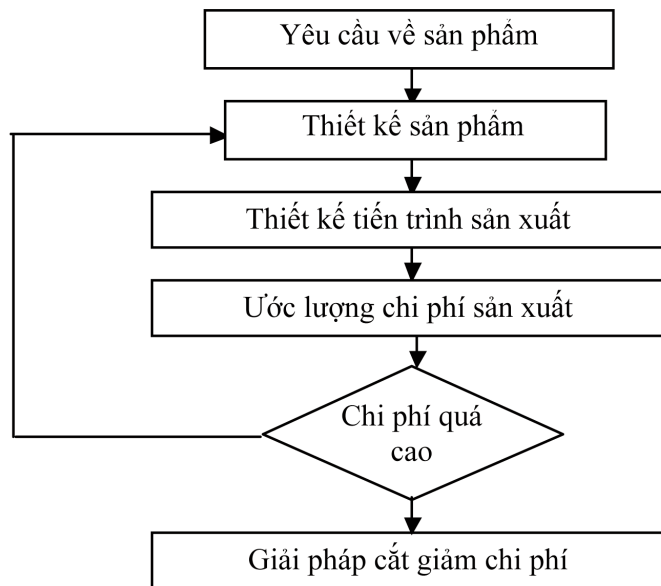 Yêu cầu về sản phẩm
Thiết kế sản phẩm
Thiết kế tiến trình sản xuất
Ước lượng chi phí sản xuất
Chi phí quá
cao
Giải pháp cắt giảm chi phí